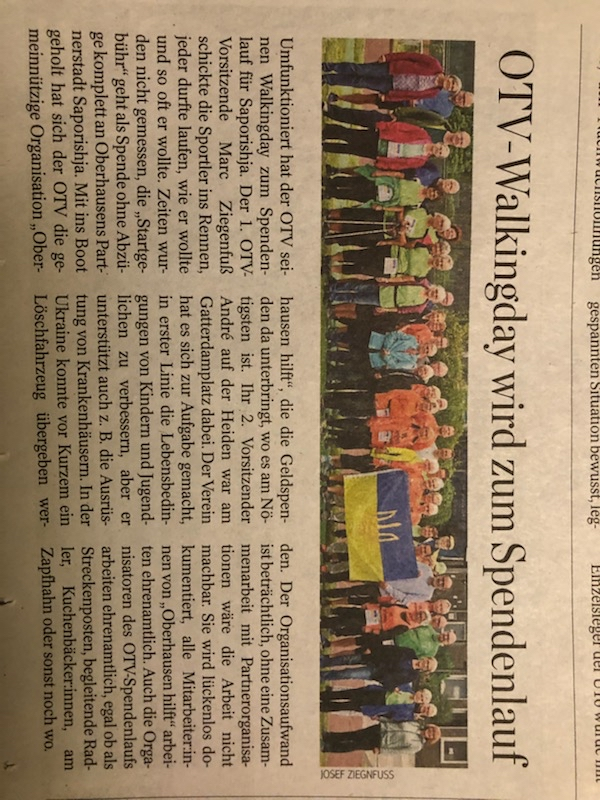 Nachwuchshoffnungen
gespannten Situation bewusst, leg-
Einzelsieger der U16 wurde mit
OTV-Walkingday wird zum Spendenlauf
JOSEF ZIEGNFUSS
Umfunktioniert hat der OTV sei-
nen Walkingday zum Spenden-
lauf für Saporishja. Der 1. OTV-
Vorsitzende Marc Ziegenfuß
schickte die Sportler ins Rennen,
jeder durfte laufen, wie er wollte
und so oft er wollte. Zeiten wur-
den nicht gemessen, die „Startge-
bühr“ geht als Spende ohne Abzü-
ge komplett an Oberhausens Part-
nerstadt Saporishja. Mit ins Boot
geholt hat sich der OTV die ge-
meinnützige Organisation „Ober-
hausen hilft“, die die Geldspen-
den da unterbringt, wo es am Nö-
tigsten ist. Ihr 2. Vorsitzender
André auf der Heiden war am
Gatterdamplatz dabei. Der Verein
hat es sich zur Aufgabe gemacht,
in erster Linie die Lebensbedin-
gungen von Kindern und Jugend-
lichen zu verbessern, aber er
unterstützt auch z. B. die Ausrüs-
tung von Krankenhäusern. In der
Ukraine konnte vor Kurzem ein
Löschfahrzeug übergeben wer-
den. Der Organisationsaufwand
ist beträchtlich, ohne eine Zusam-
menarbeit mit Partnerorganisa-
tionen wäre die Arbeit nicht
machbar. Sie wird lückenlos do-
kumentiert, alle Mitarbeiter:in-
nen von „Oberhausen hilft“ arbei-
ten ehrenamtlich. Auch die Orga-
nisatoren des OTV-Spendenlaufs
arbeiten ehrenamtlich, egal ob als
Streckenposten, begleitende Rad-
ler, Kuchenbäcker:innen, am
Zapfhahn oder sonst noch wo.